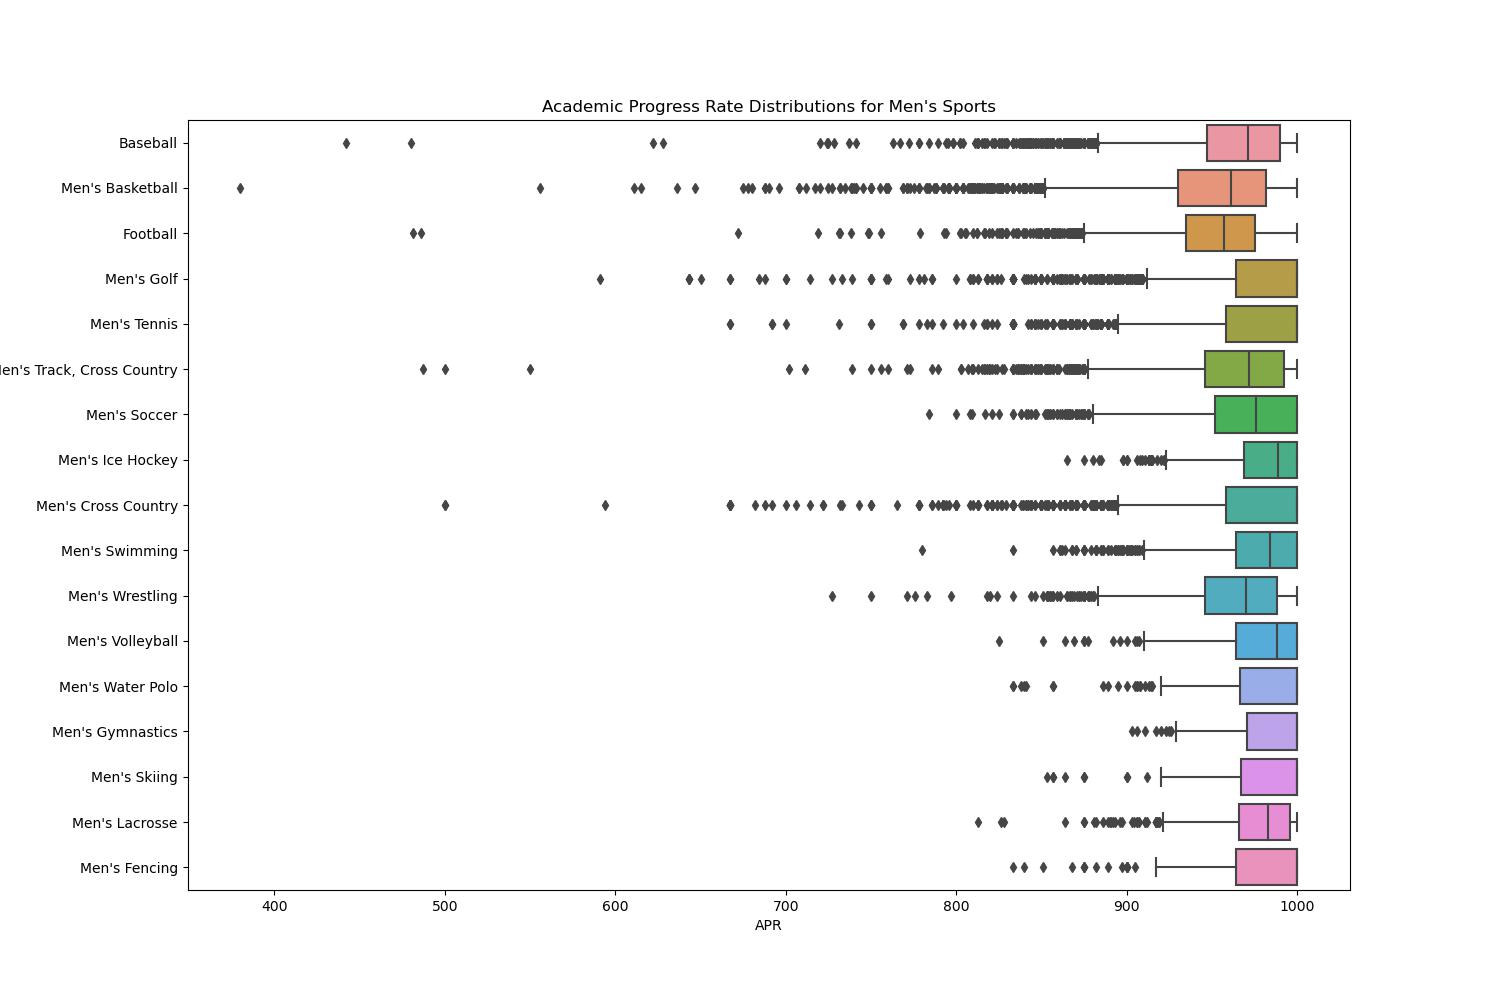 Academic Progress Rate Distributions for Men's Sports
Baseball
Men's Basketball
Football
Men's Golf
Men's Tennis
en's Track, Cross Country
Men's Soccer
Men's Ice Hockey
Men's Cross Country
Men's Swimming
Men's Wrestling
Men's Volleyball
Men's Water Polo
Men's Gymnastics
Men's Skiing
Men's Lacrosse
Men's Fencing
400 500 600 700 800 900 1000
APR